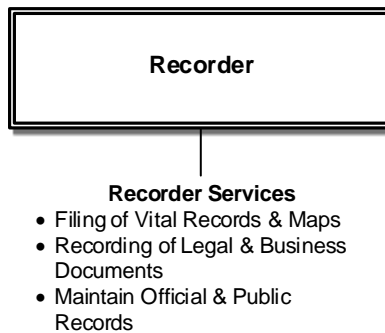 Recorder
Recorder Services
• Filing of Vital Records & Maps
• Recording of Legal & Business
Documents
• Maintain Official & Public
Records